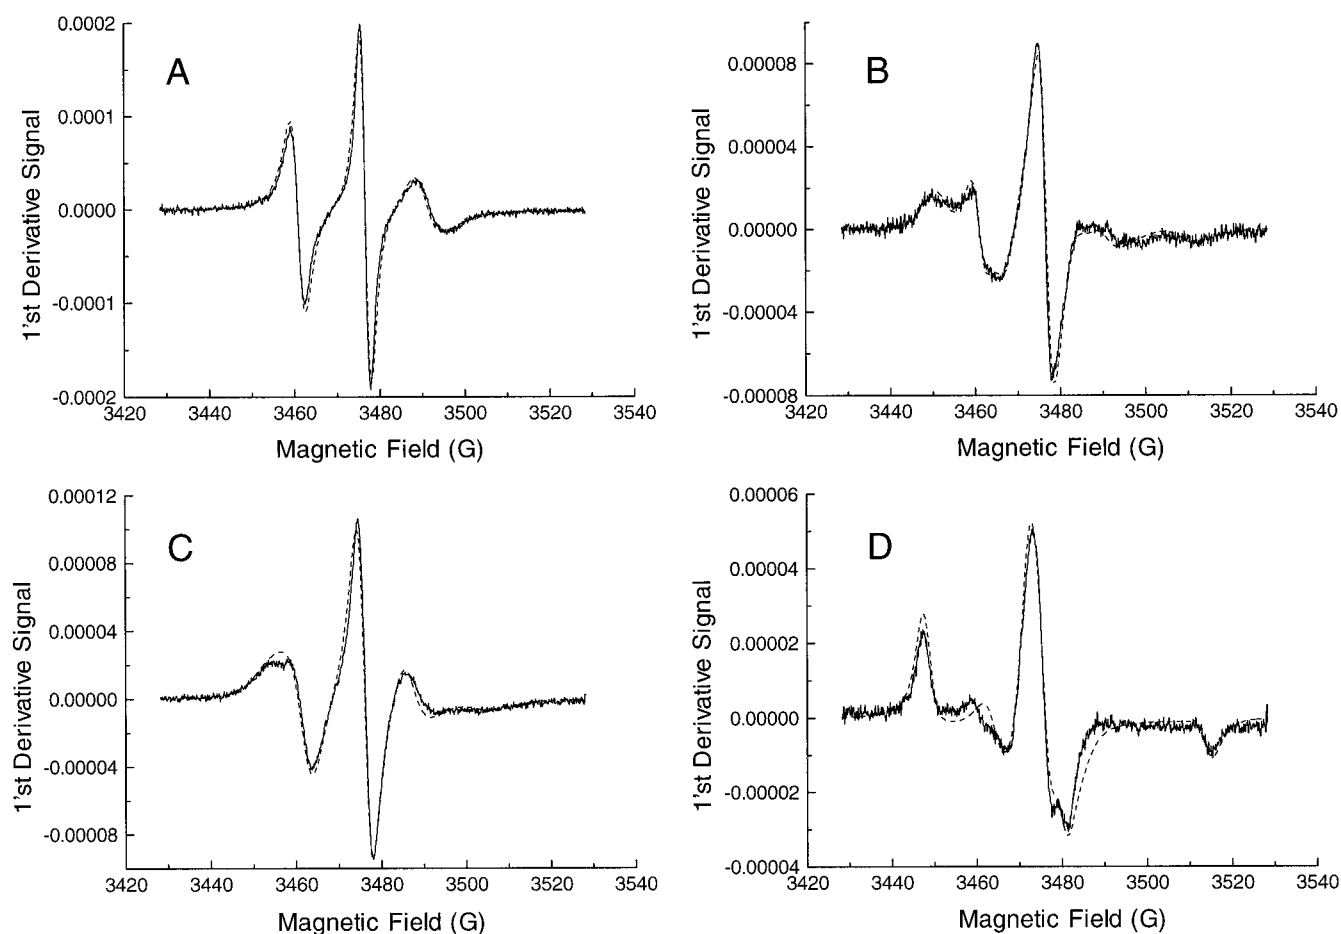 A
1'st Derivative Signal
0.0002
0.0001
0.0000
-0.0001
-0.0002
3420 3440 3460 3480 3500 3520 3540
Magnetic Field (G)
B
1'st Derivative Signal
0.00008
0.00004
0.00000
-0.00004
-0.00008
3420 3440 3460 3480 3500 3520 3540
Magnetic Field (G)
C
1'st Derivative Signal
0.00012
0.00008
0.00004
0.00000
-0.00004
-0.00008
3420 3440 3460 3480 3500 3520 3540
Magnetic Field (G)
D
1'st Derivative Signal
0.00006
0.00004
0.00002
0.00000
-0.00002
-0.00004
3420 3440 3460 3480 3500 3520 3540
Magnetic Field (G)